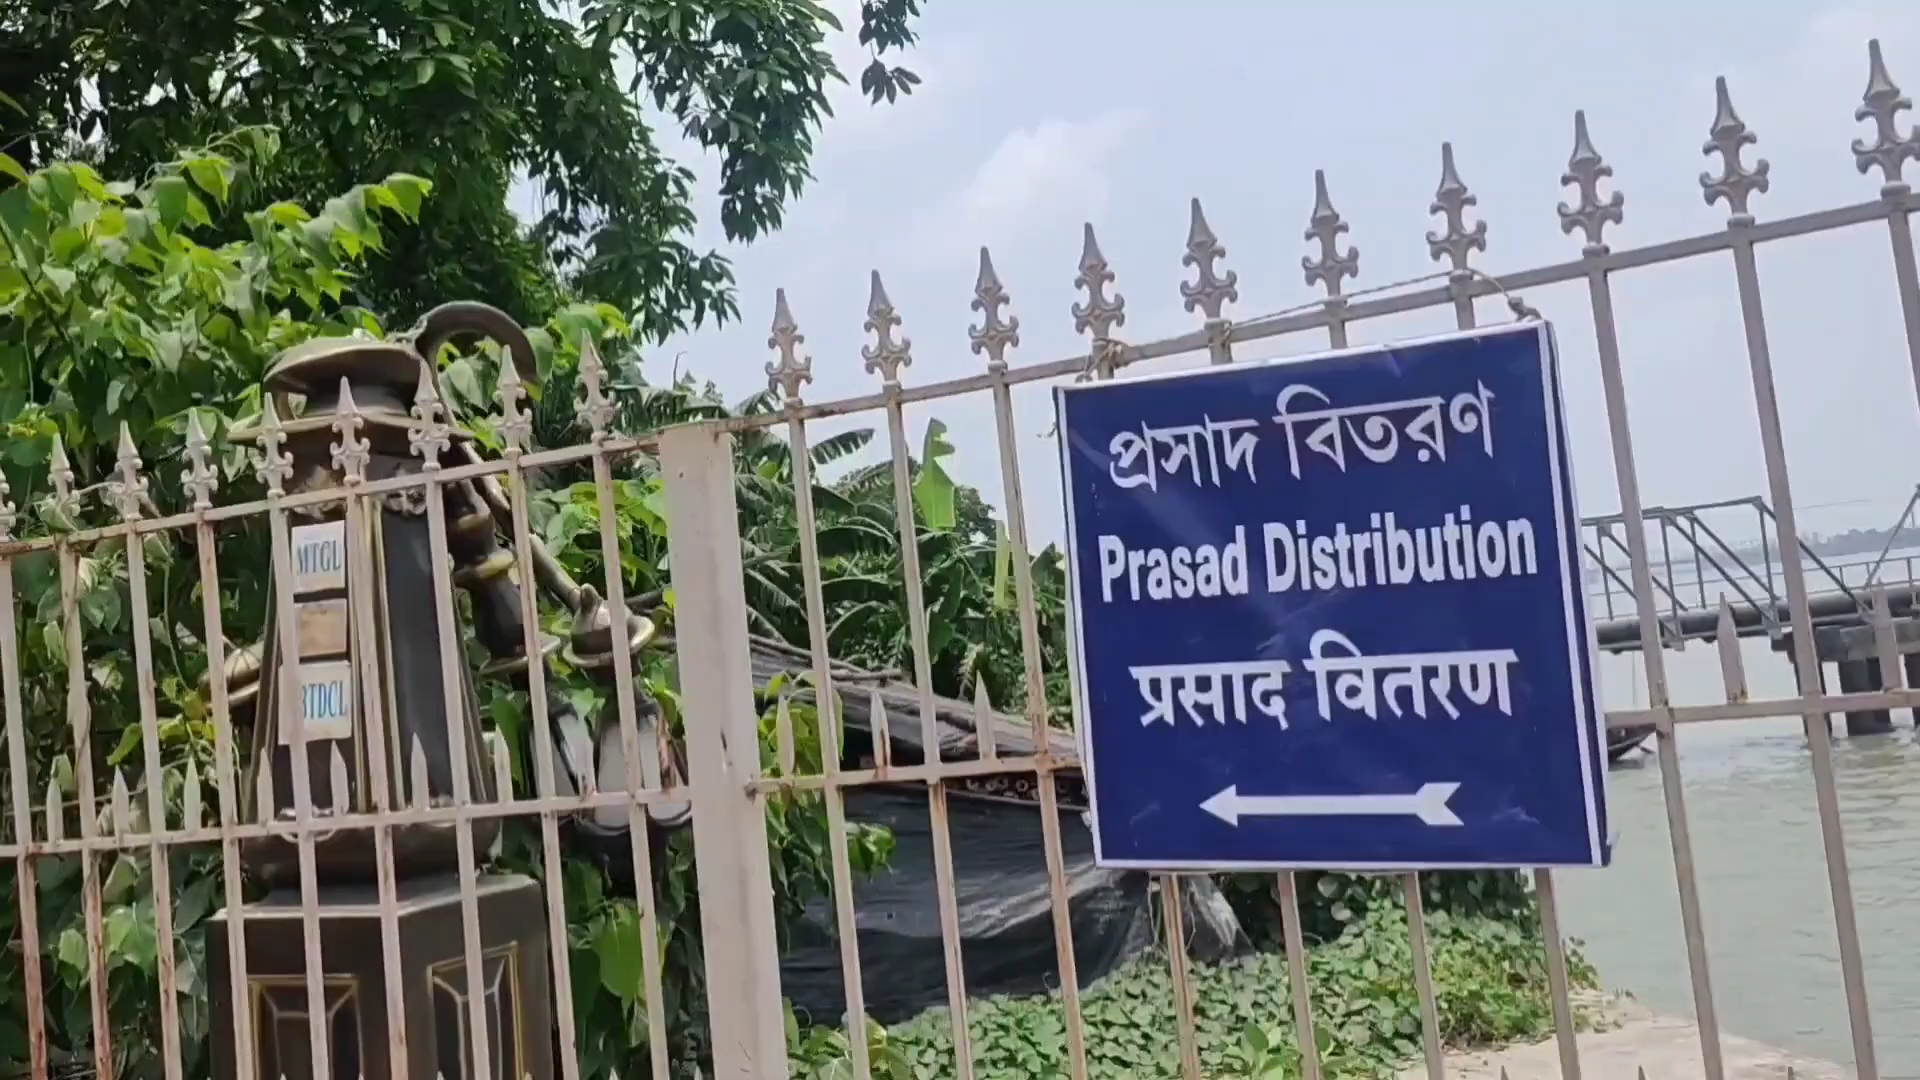 MTGL
BTDCL
প্রসাদ বিতরণ
Prasad Distribution
प्रसाद वितरण